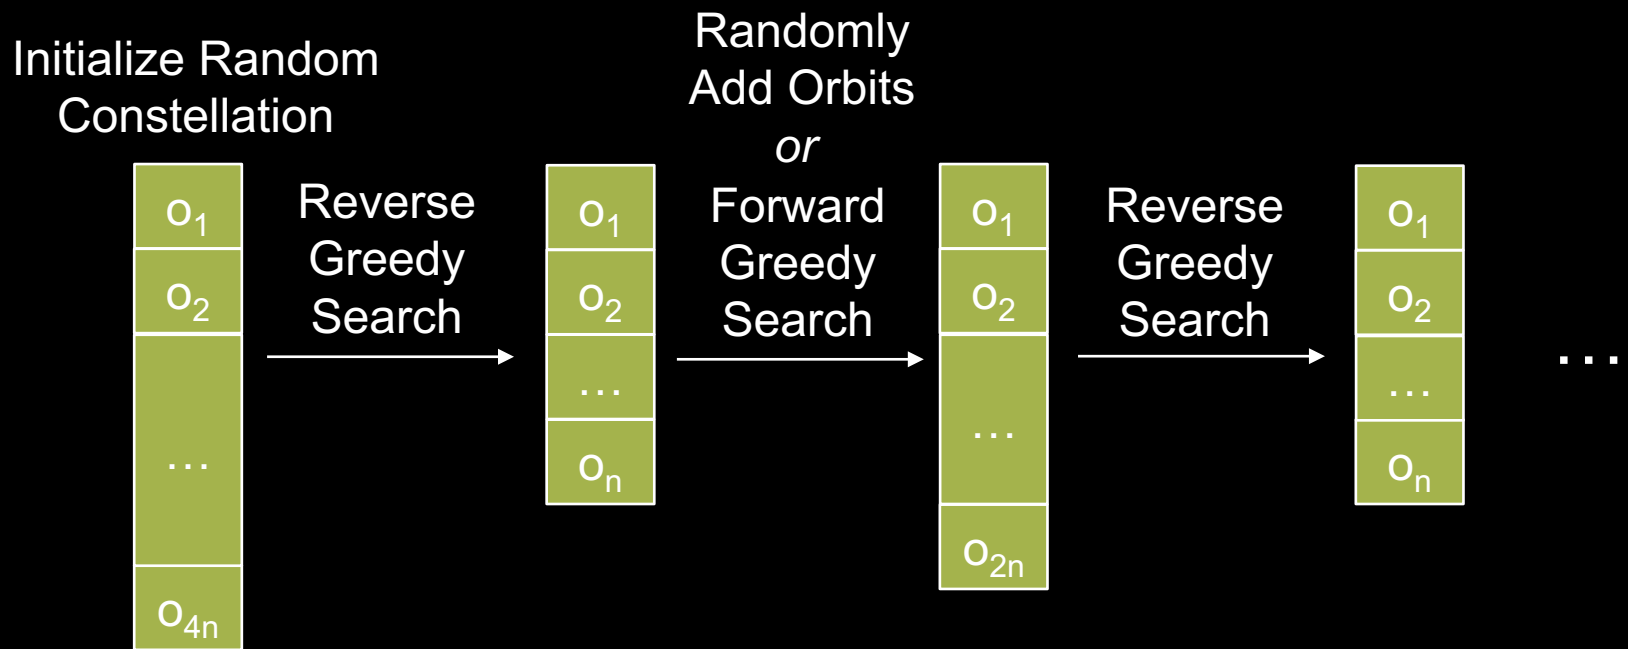 Initialize Random
Constellation
o₁
o₂
…
o₄ₙ
Reverse
Greedy
Search
o₁
o₂
…
oₙ
Randomly
Add Orbits
or
Forward
Greedy
Search
o₁
o₂
…
o₂ₙ
Reverse
Greedy
Search
o₁
o₂
…
oₙ
…